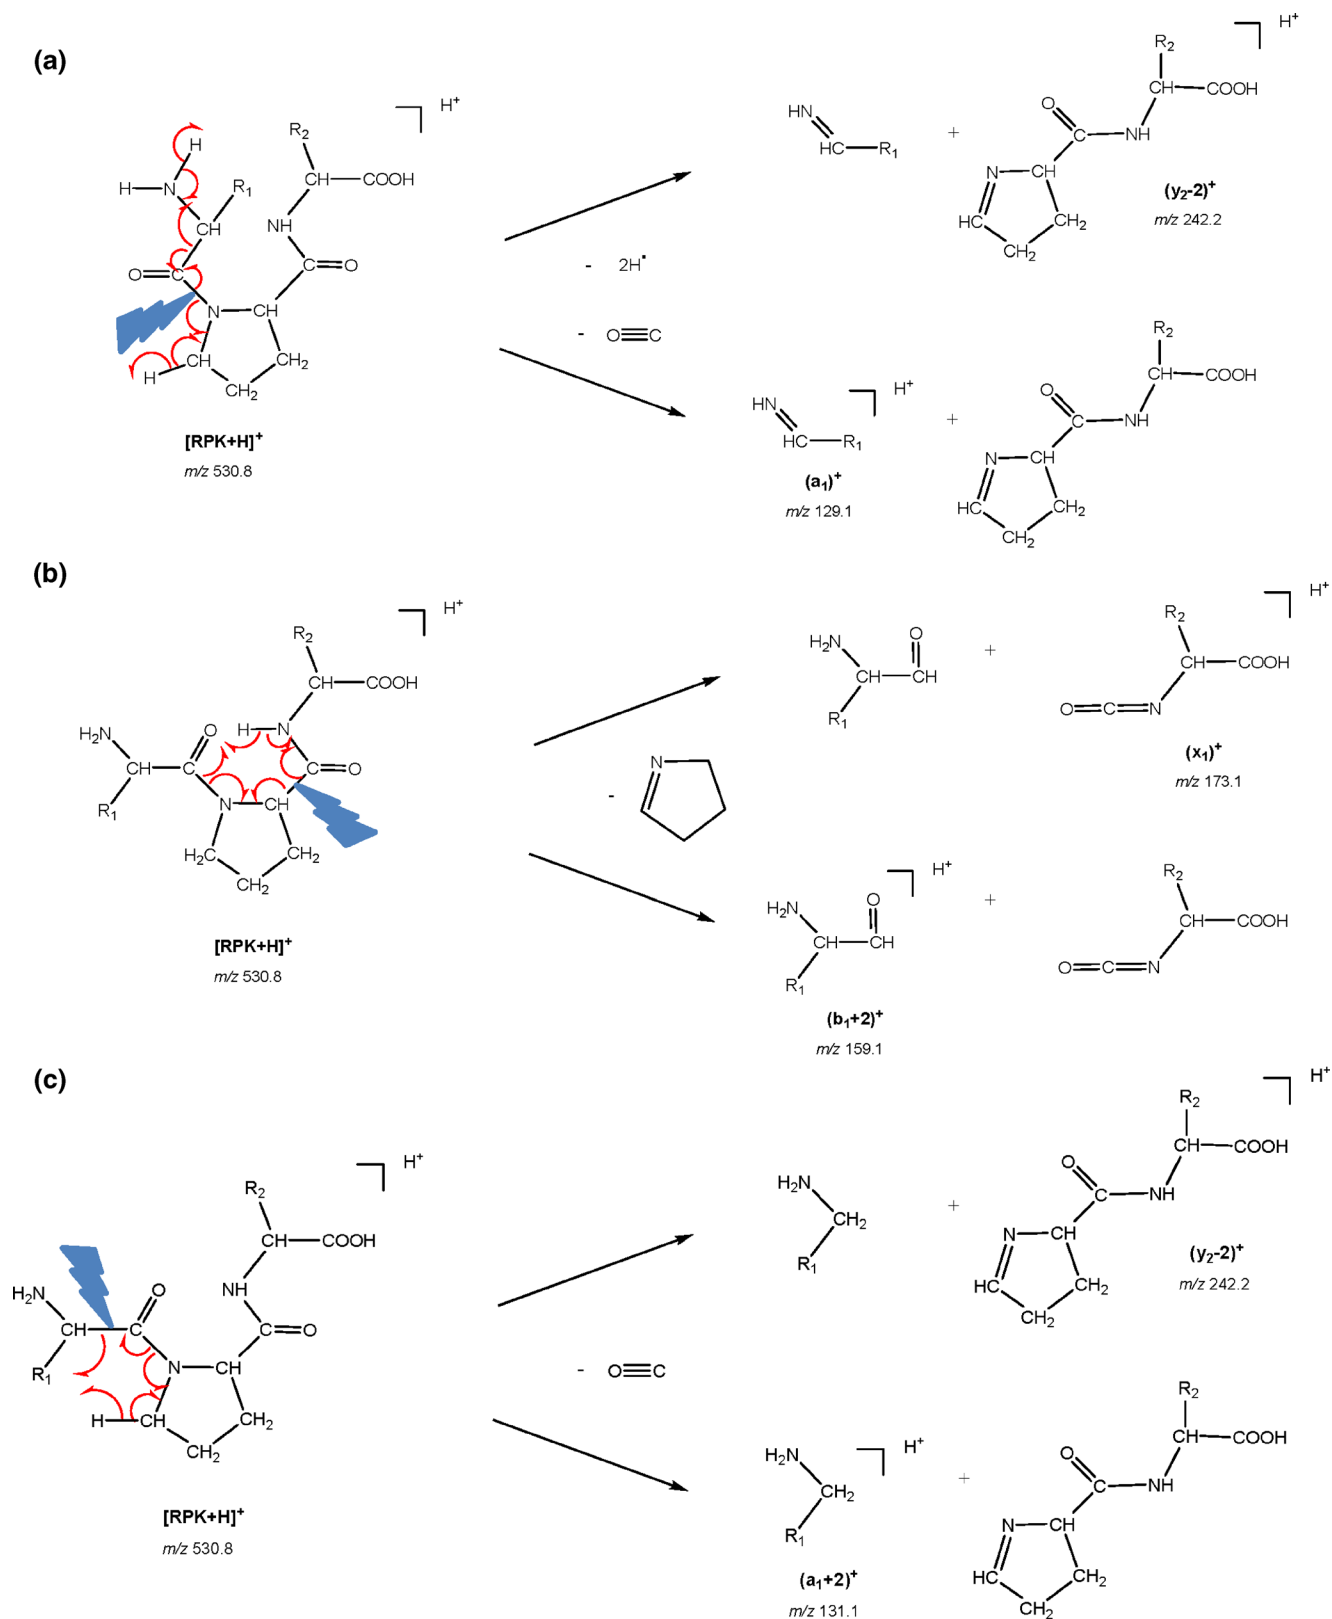 (a)
H⁺
R₂
CH
COOH
O
C
NH
HN
HC
R₁
+
N
CH
HC
CH₂
CH₂
(y₂-2)⁺
m/z 242.2
H⁺
H
H
N
R₁
R₂
CH
COOH
NH
CH
O
C
C
O
N
CH
H
CH
CH₂
CH₂
[RPK+H]⁺
m/z 530.8
- 2H•
- O≡C
R₂
CH
COOH
H⁺
O
C
NH
HN
HC
R₁
+
N
CH
HC
CH₂
CH₂
(a₁)⁺
m/z 129.1
(b)
H⁺
R₂
CH
COOH
H₂N
O
H
N
CH
C
C
O
R₁
N
CH
H₂C
CH₂
CH₂
[RPK+H]⁺
m/z 530.8
-
N
H⁺
R₂
H₂N
O
+
CH
CH
R₁
CH
COOH
O
C
N
(x₁)⁺
m/z 173.1
H⁺
R₂
H₂N
O
+
CH
CH
R₁
CH
COOH
O
C
N
(b₁+2)⁺
m/z 159.1
(c)
H⁺
R₂
CH
COOH
H₂N
O
NH
CH
C
C
O
R₁
N
CH
H
CH
CH₂
CH₂
[RPK+H]⁺
m/z 530.8
- O≡C
H⁺
R₂
CH
COOH
H₂N
CH₂
R₁
+
O
C
NH
N
CH
HC
CH₂
CH₂
(y₂-2)⁺
m/z 242.2
H⁺
R₂
CH
COOH
H₂N
CH₂
R₁
+
O
C
NH
N
CH
HC
CH₂
CH₂
(a₁+2)⁺
m/z 131.1